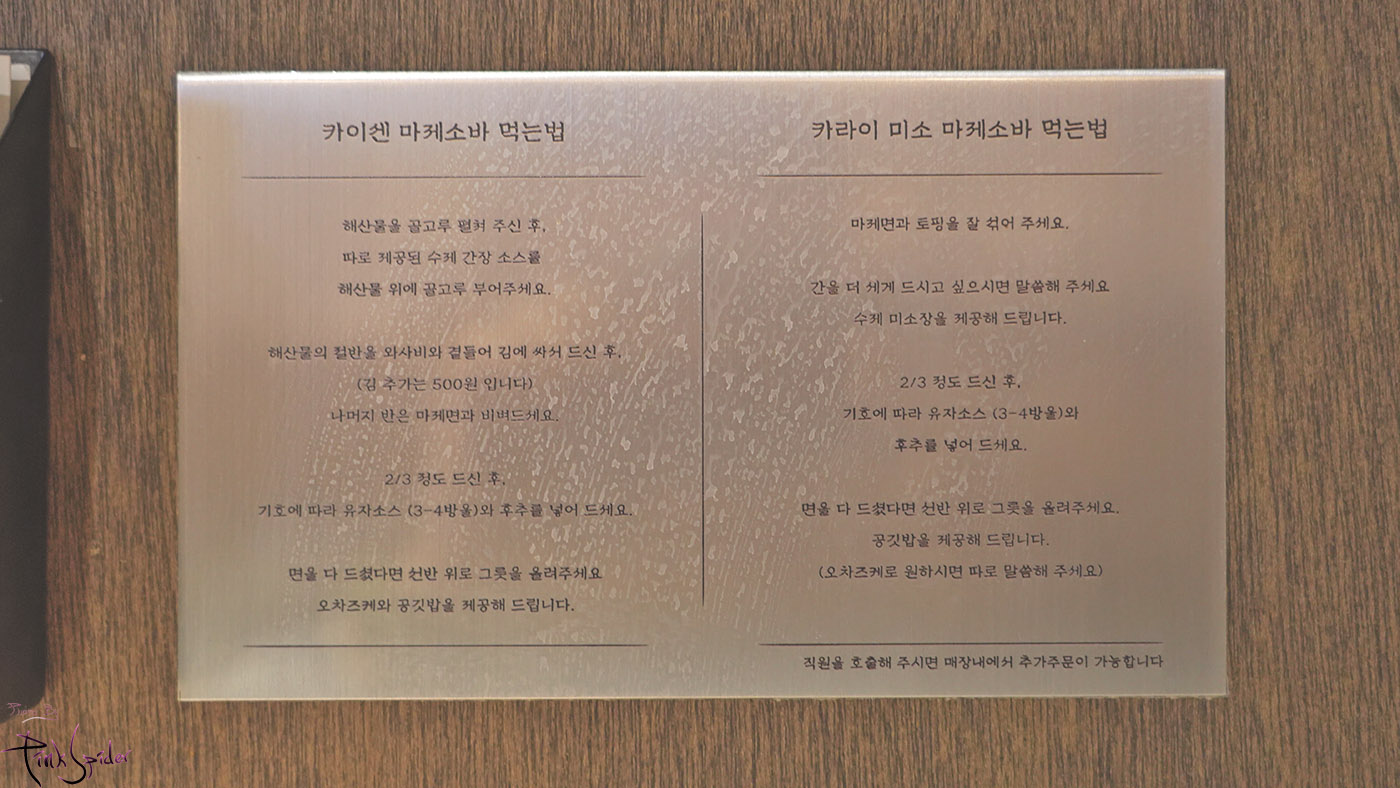 카이센 마제소바 먹는법
해산물을 골고루 펼쳐 주신 후,
따로 제공된 수제 간장 소스를
해산물 위에 골고루 부어주세요.
해산물의 절반을 와사비와 곁들어 김에 싸서 드신 후,
(김 추가는 500원 입니다)
나머지 반은 마제면과 비벼드세요.
2/3 정도 드신 후,
기호에 따라 유자소스 (3-4방울)와 후추를 넣어 드세요.
면을 다 드셨다면 선반 위로 그릇을 올려주세요
오차즈케와 공깃밥을 제공해 드립니다.
카라이 미소 마제소바 먹는법
마제면과 토핑을 잘 섞어 주세요.
간을 더 세게 드시고 싶으시면 말씀해 주세요
수제 미소장을 제공해 드립니다.
2/3 정도 드신 후,
기호에 따라 유자소스 (3-4방울)와
후추를 넣어 드세요.
면을 다 드셨다면 선반 위로 그릇을 올려주세요.
공깃밥을 제공해 드립니다.
(오차즈케로 원하시면 따로 말씀해 주세요)
직원을 호출해 주시면 매장내에서 추가주문이 가능합니다
Pink Spider